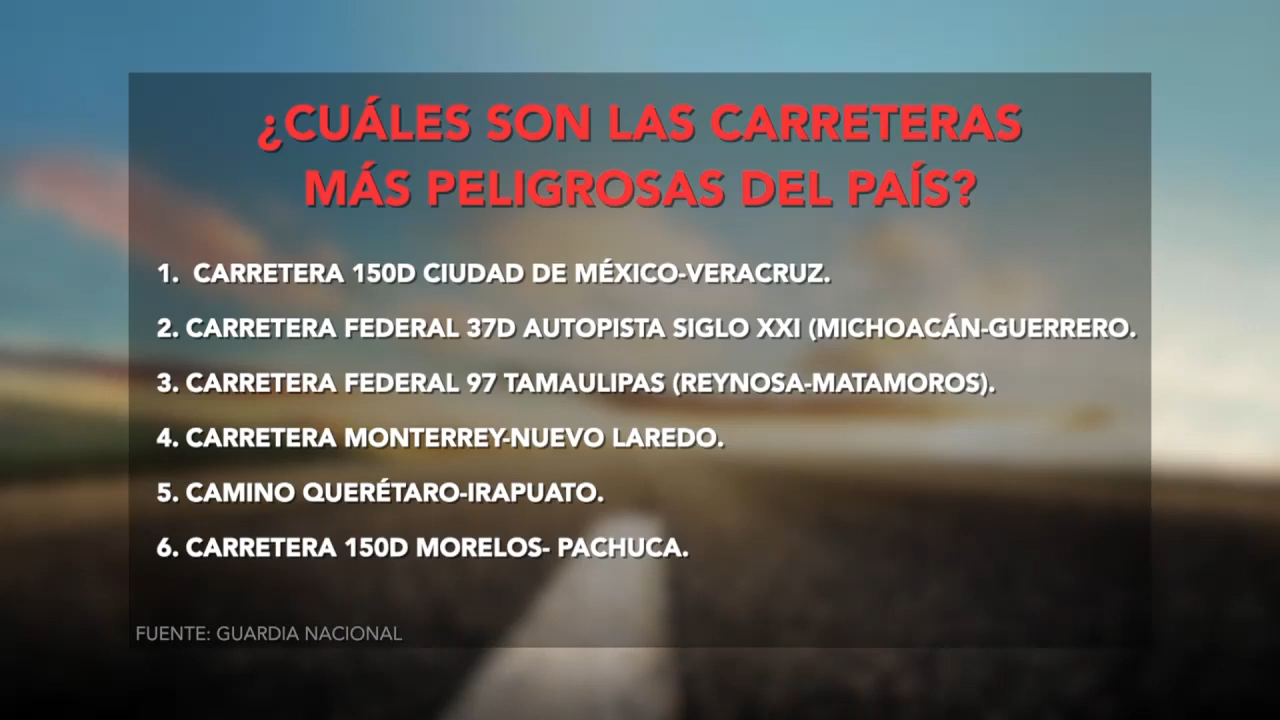 ¿CUÁLES SON LAS CARRETERAS
MÁS PELIGROSAS DEL PAÍS?
1. CARRETERA 150D CIUDAD DE MÉXICO-VERACRUZ.
2. CARRETERA FEDERAL 37D AUTOPISTA SIGLO XXI (MICHOACÁN-GUERRERO.
3. CARRETERA FEDERAL 97 TAMAULIPAS (REYNOSA-MATAMOROS).
4. CARRETERA MONTERREY-NUEVO LAREDO.
5. CAMINO QUERÉTARO-IRAPUATO.
6. CARRETERA 150D MORELOS- PACHUCA.
FUENTE: GUARDIA NACIONAL